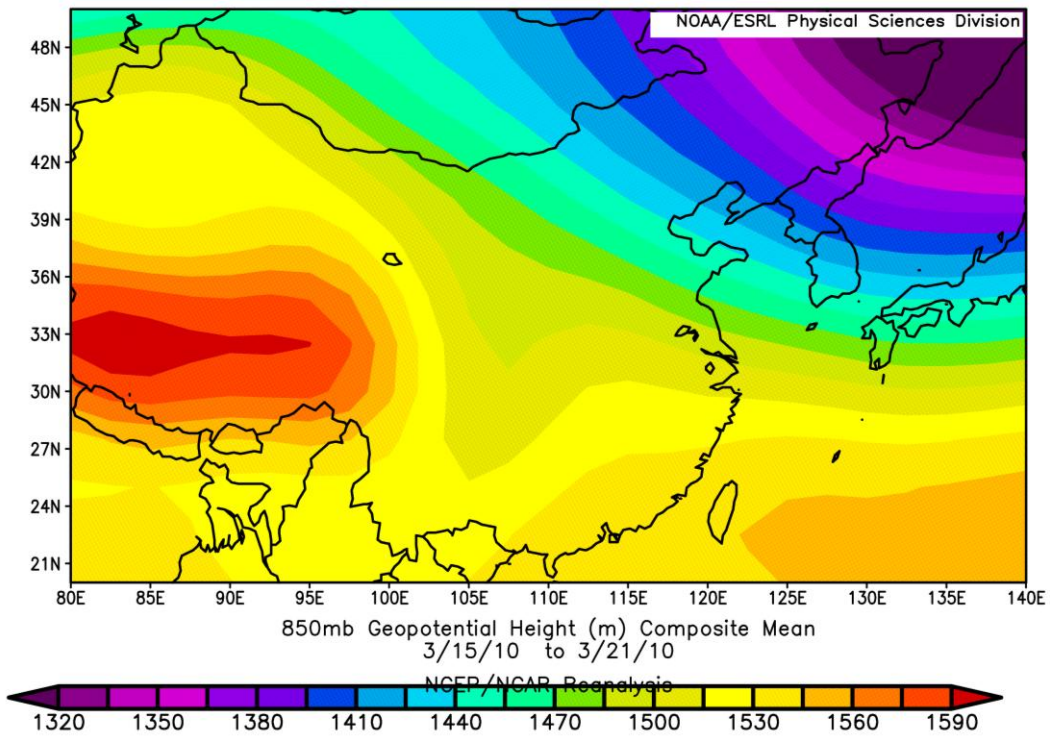 NOAA/ESRL Physical Sciences Division
48N
45N
42N
39N
36N
33N
30N
27N
24N
21N
80E 85E 90E 95E 100E 105E 110E 115E 120E 125E 130E 135E 140E
850mb Geopotential Height (m) Composite Mean
3/15/10 to 3/21/10
NCEP/NCAR Reanalysis
1320 1350 1380 1410 1440 1470 1500 1530 1560 1590